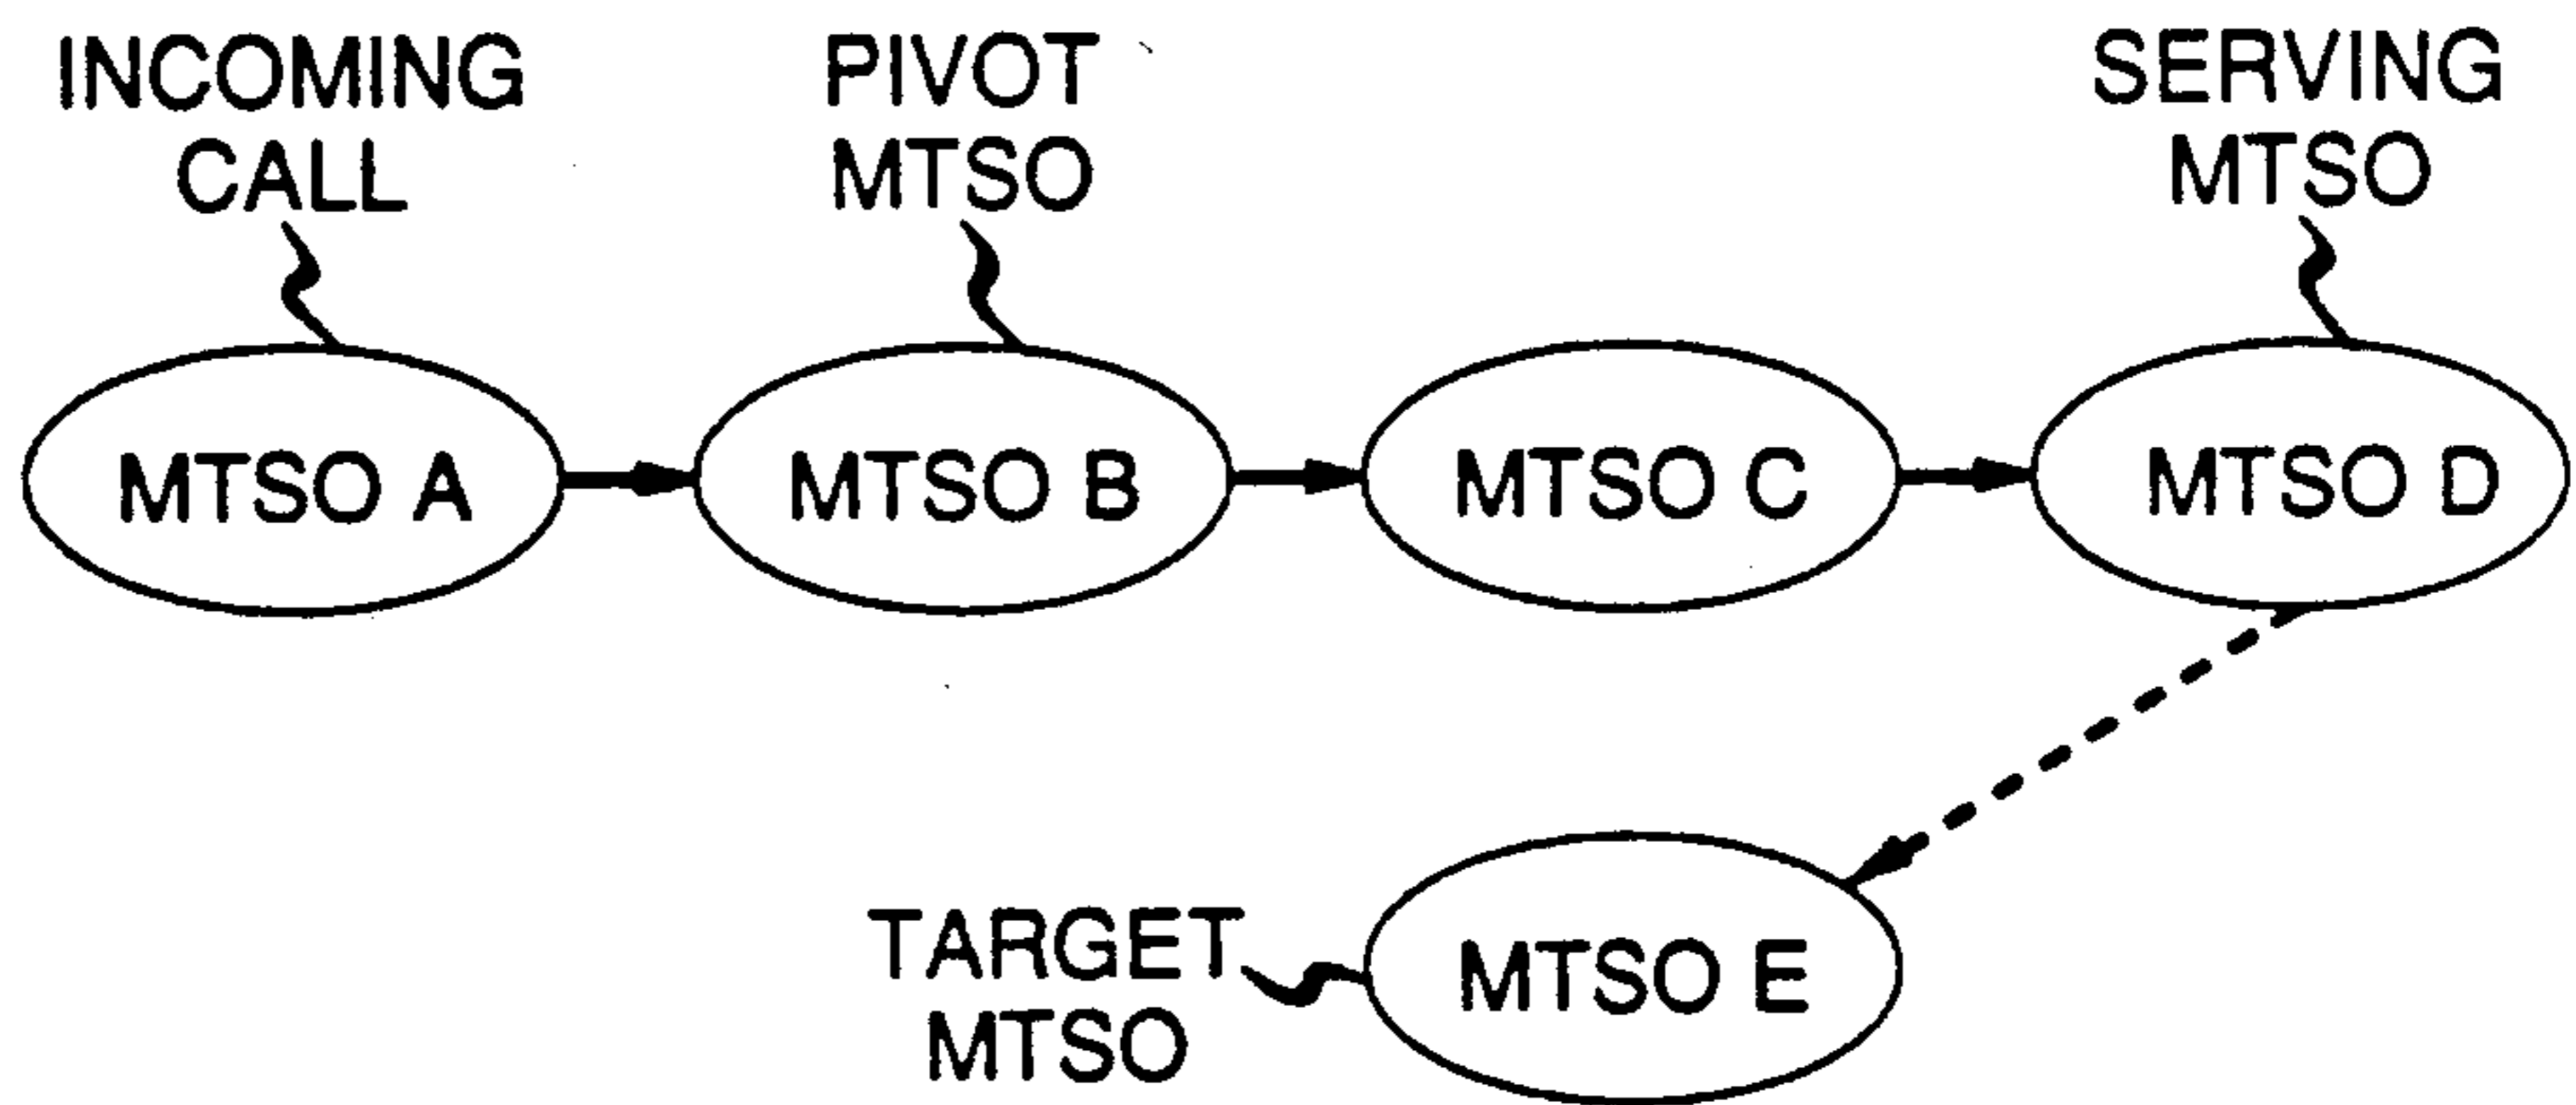 INCOMING
CALL
PIVOT
MTSO
SERVING
MTSO
MTSO A
MTSO B
MTSO C
MTSO D
TARGET
MTSO
MTSO E